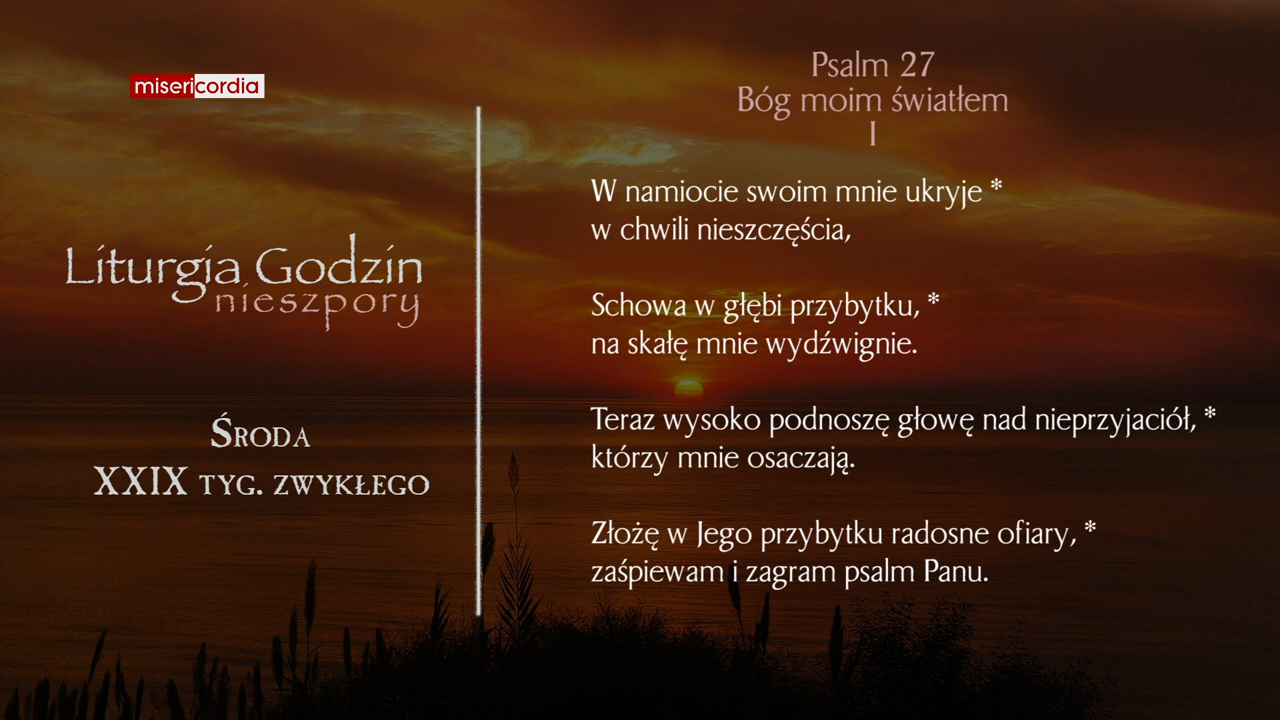 misericordia
Liturgia Godzin
nieszpory
Środa
XXIX tyg. zwykłego
Psalm 27
Bóg moim światłem
I
W namiocie swoim mnie ukryje *
w chwili nieszczęścia,
Schowa w głębi przybytku, *
na skałę mnie wydźwignie.
Teraz wysoko podnoszę głowę nad nieprzyjaciół, *
którzy mnie osaczają.
Złożę w Jego przybytku radosne ofiary, *
zaśpiewam i zagram psalm Panu.